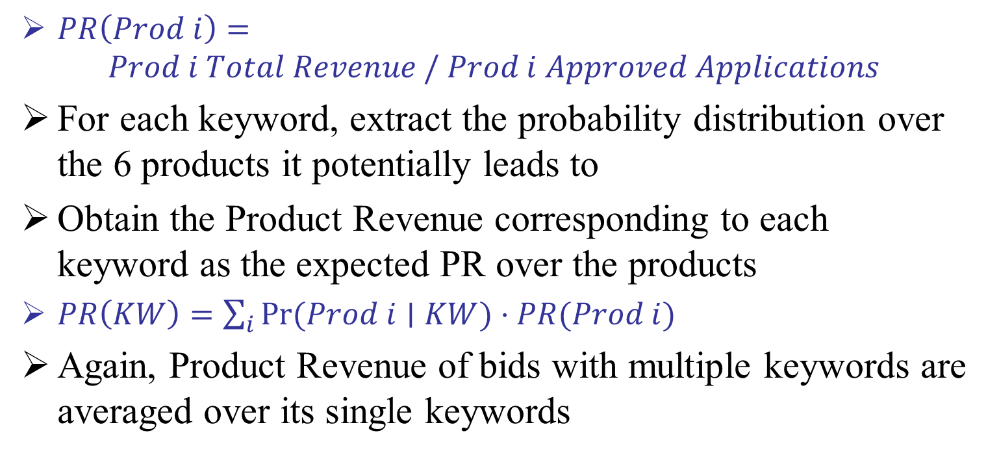 ➢ PR(Prod i) =
Prod i Total Revenue / Prod i Approved Applications
➢ For each keyword, extract the probability distribution over
the 6 products it potentially leads to
➢ Obtain the Product Revenue corresponding to each
keyword as the expected PR over the products
➢ PR(KW) = ∑ᵢ Pr(Prod i | KW) · PR(Prod i)
➢ Again, Product Revenue of bids with multiple keywords are
averaged over its single keywords